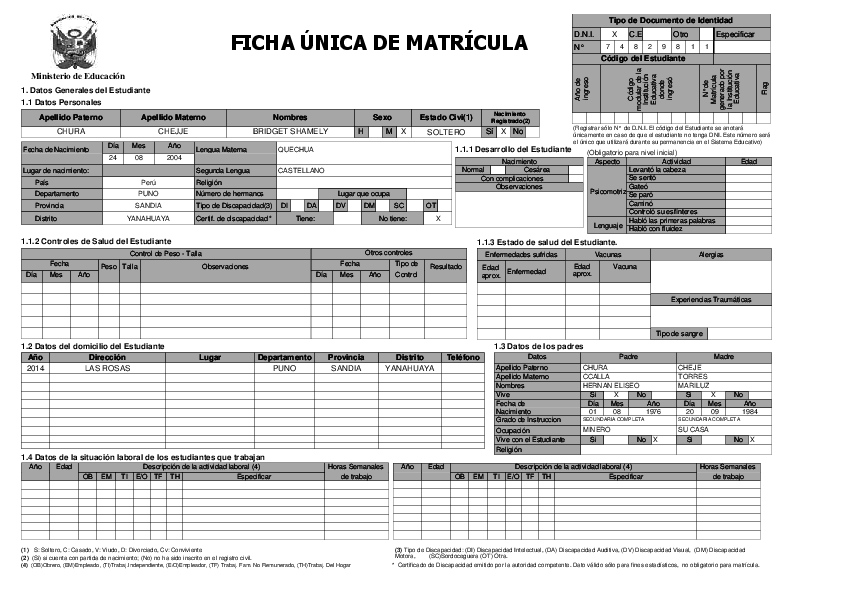 Tipo de Documento de Identidad
D.N.I. X C.E Otro Especificar
N° 7 4 8 2 9 8 1 1
Código del Estudiante
Año de ingreso
Código modular de la Institución Educativa donde ingresó
N° de Matrícula generado por la Institución Educativa
Flag
(Registrar sólo N° de D.N.I. El código del Estudiante se anotará
únicamente en caso de que el estudiante no tenga DNI. Este número será
el único que utilizará durante su permanencia en el Sistema Educativo)
FICHA ÚNICA DE MATRÍCULA
Ministerio de Educación
1. Datos Generales del Estudiante
1.1 Datos Personales
Apellido Paterno Apellido Materno Nombres Sexo Estado Civil(1) Nacimiento Registrado(2)
CHURA CHEJJE BRIDGET SHAMELY H M X SOLTERO Sí X No
Fecha de Nacimiento Día Mes Año Lengua Materna QUECHUA
24 08 2004
Lugar de nacimiento: Segunda Lengua CASTELLANO
País Perú Religión
Departamento PUNO Número de hermanos Lugar que ocupa
Provincia SANDIA Tipo de Discapacidad(3) DI DA DV DM SC OT
Distrito YANAHUAYA Certif. de discapacidad* Tiene: No tiene: X
1.1.1 Desarrollo del Estudiante (Obligatorio para nivel inicial)
Nacimiento
Normal Cesárea
Con complicaciones
Observaciones
Aspecto Actividad Edad
Psicomotriz
Levantó la cabeza
Se sentó
Gateó
Se paró
Caminó
Controló su esfínteres
Lenguaje
Habló las primeras palabras
Habló con fluidez
1.1.2 Controles de Salud del Estudiante
Control de Peso - Talla Otros controles
Fecha Peso Talla Observaciones Fecha Tipo de Control Resultado
Día Mes Año Día Mes Año
1.1.3 Estado de salud del Estudiante.
Enfermedades sufridas Vacunas Alergias
Edad aprox. Enfermedad Edad aprox. Vacuna
Experiencias Traumáticas
Tipo de sangre
1.2 Datos del domicilio del Estudiante
Año Dirección Lugar Departamento Provincia Distrito Teléfono
2014 LAS ROSAS PUNO SANDIA YANAHUAYA
1.3 Datos de los padres
Datos Padre Madre
Apellido Paterno CHURA CHEJE
Apellido Materno CCALLA TORRES
Nombres HERNAN ELISEO MARILUZ
Vive Sí X No Sí X No
Fecha de Nacimiento Día Mes Año Día Mes Año
01 08 1976 20 09 1984
Grado de Instruccion SECUNDARIA COMPLETA SECUNDARIA COMPLETA
Ocupación MINERO SU CASA
Vive con el Estudiante Sí No X Sí No X
Religión
1.4 Datos de la situación laboral de los estudiantes que trabajan
Año Edad Descripción de la actividad laboral (4) Horas Semanales de trabajo Año Edad Descripción de la actividad laboral (4) Horas Semanales de trabajo
OB EM TI E/O TF TH Especificar OB EM TI E/O TF TH Especificar
(1) S: Soltero, C: Casado, V: Viudo, D: Divorciado, Cv: Conviviente
(2) (Sí) si cuenta con partida de nacimiento; (No) no ha sido inscrito en el registro civil.
(4) (OB)Obrero, (EM)Empleado, (TI)Trabaj.Independiente, (E/O)Empleador, (TF) Trabaj. Fam. No Remunerado, (TH)Trabaj. Del Hogar
(3) Tipo de Discapacidad: (DI) Discapacidad Intelectual, (DA) Discapacidad Auditiva, (DV) Discapacidad Visual, (DM) Discapacidad
Motora, (SC)Sordoceguera (OT) Otra.
* Certificado de Discapacidad emitido por la autoridad competente. Dato válido sólo para fines estadísticos, no obligatorio para matrícula.